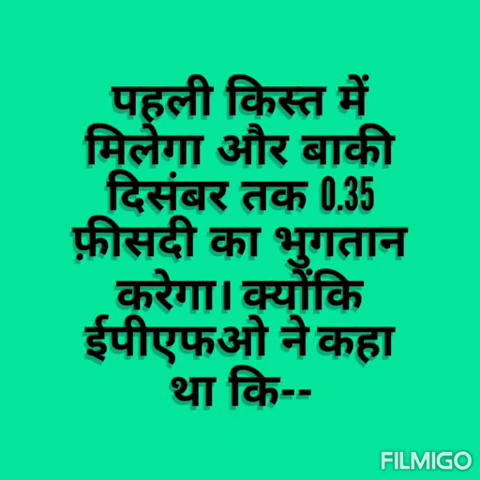 पहली किस्त में
मिलेगा और बाकी
दिसंबर तक 0.35
फ़ीसदी का भुगतान
करेगा। क्योंकि
ईपीएफओ ने कहा
था कि--
FILMIGO